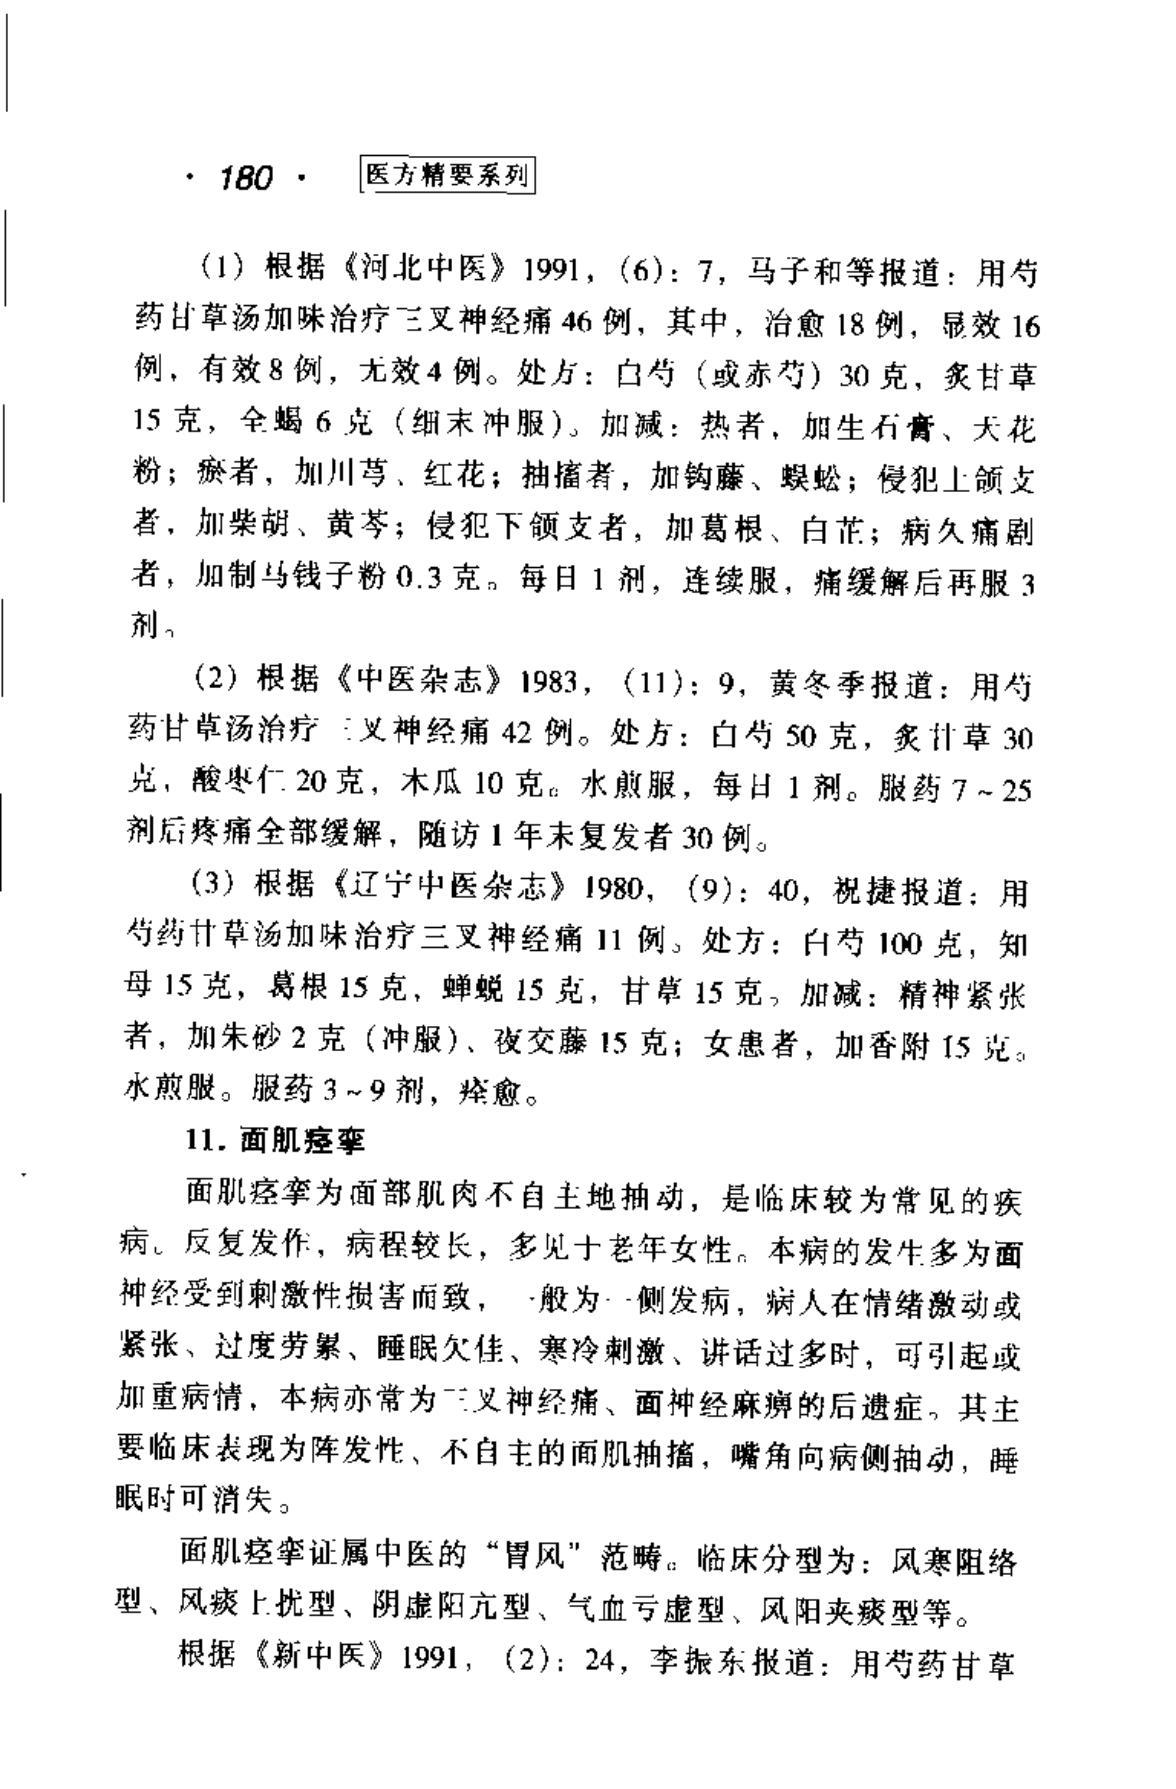 · 180 · 医方精要系列
(1) 根据《河北中医》1991，(6)：7，马子和等报道：用芍
药甘草汤加味治疗三叉神经痛 46 例，其中，治愈 18 例，显效 16
例，有效 8 例，无效 4 例。处方：白芍（或赤芍）30 克，炙甘草
15 克，全蝎 6 克（细末冲服）。加减：热者，加生石膏、天花
粉；瘀者，加川芎、红花；抽搐者，加钩藤、蜈蚣；侵犯上颌支
者，加柴胡、黄芩；侵犯下颌支者，加葛根、白芷；病久痛剧
者，加制马钱子粉 0.3 克。每日 1 剂，连续服，痛缓解后再服 3
剂。
(2) 根据《中医杂志》1983，(11)：9，黄冬季报道：用芍
药甘草汤治疗三叉神经痛 42 例。处方：白芍 50 克，炙甘草 30
克，酸枣仁 20 克，木瓜 10 克。水煎服，每日 1 剂。服药 7～25
剂后疼痛全部缓解，随访 1 年未复发者 30 例。
(3) 根据《辽宁中医杂志》1980，(9)：40，祝捷报道：用
芍药甘草汤加味治疗三叉神经痛 11 例。处方：白芍 100 克，知
母 15 克，葛根 15 克，蝉蜕 15 克，甘草 15 克。加减：精神紧张
者，加朱砂 2 克（冲服）、夜交藤 15 克；女患者，加香附 15 克。
水煎服。服药 3～9 剂，痊愈。
11. 面肌痉挛
面肌痉挛为面部肌肉不自主地抽动，是临床较为常见的疾
病。反复发作，病程较长，多见于老年女性。本病的发生多为面
神经受到刺激性损害而致，一般为一侧发病，病人在情绪激动或
紧张、过度劳累、睡眠欠佳、寒冷刺激、讲话过多时，可引起或
加重病情，本病亦常为三叉神经痛、面神经麻痹的后遗症。其主
要临床表现为阵发性、不自主的面肌抽搐，嘴角向病侧抽动，睡
眠时可消失。
面肌痉挛证属中医的“胃风”范畴。临床分型为：风寒阻络
型、风痰上扰型、阴虚阳亢型、气血亏虚型、风阳夹痰型等。
根据《新中医》1991，(2)：24，李振东报道：用芍药甘草